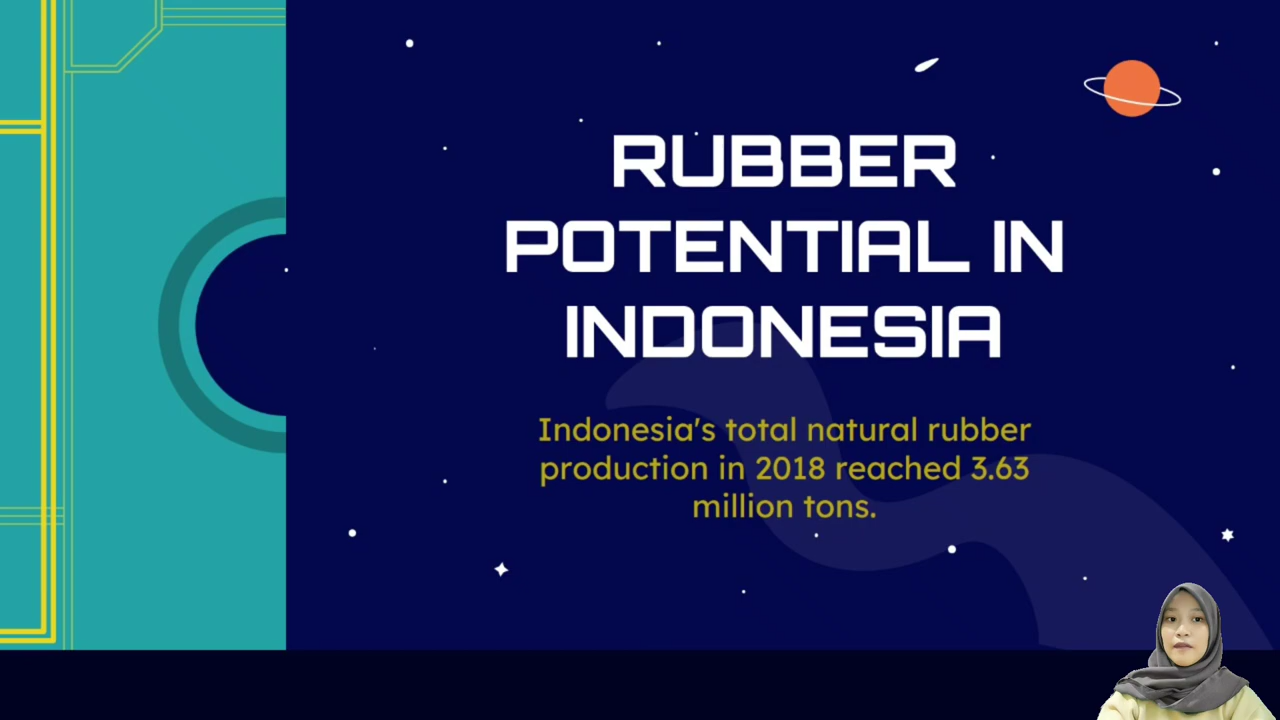 RUBBER
POTENTIAL IN
INDONESIA
Indonesia's total natural rubber
production in 2018 reached 3.63
million tons.